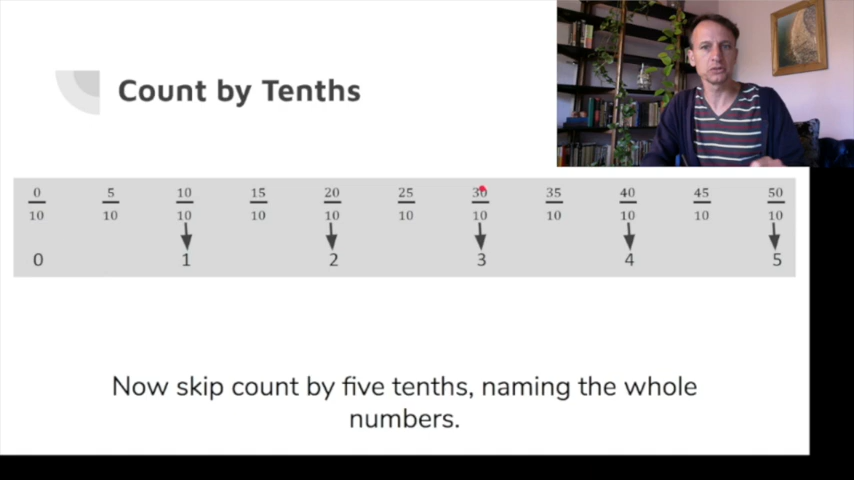 Count by Tenths
0 5 10 15 20 25 30 35 40 45 50
10 10 10 10 10 10 10 10 10 10 10
0 1 2 3 4 5
Now skip count by five tenths, naming the whole
numbers.